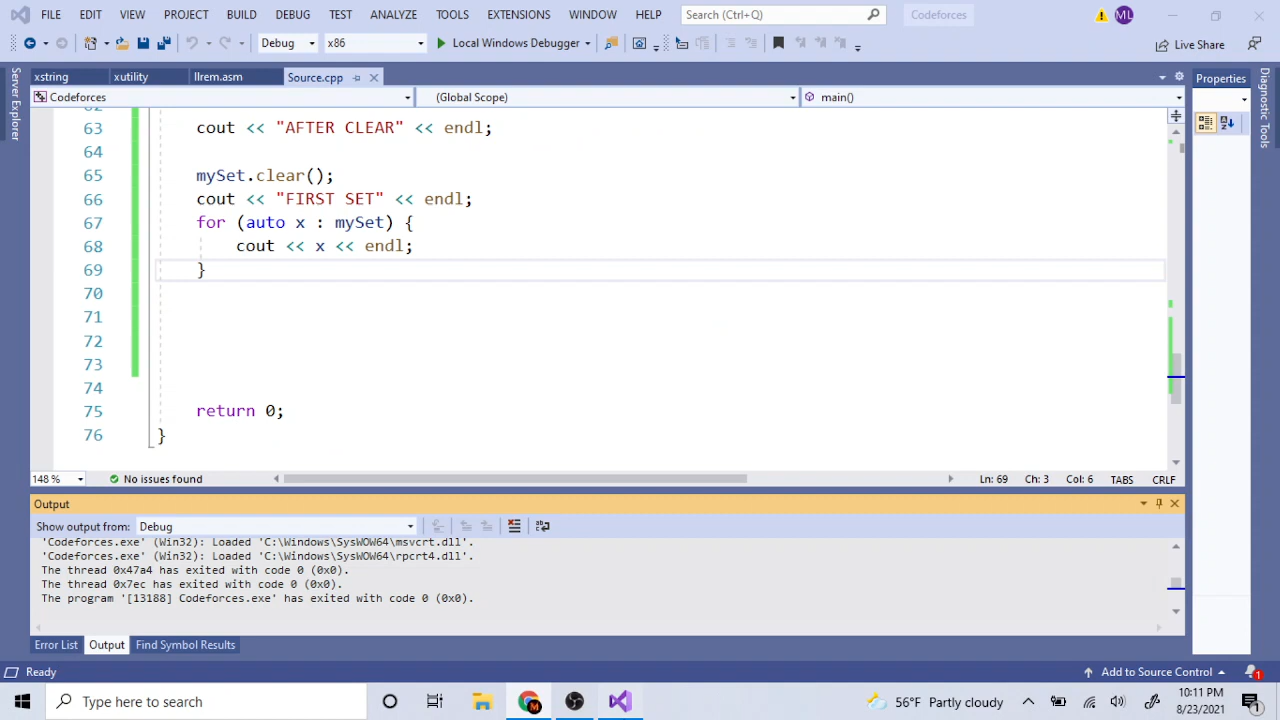 FILE EDIT VIEW PROJECT BUILD DEBUG TEST ANALYZE TOOLS EXTENSIONS WINDOW HELP Search (Ctrl+Q) Codeforces ML
Debug x86 Local Windows Debugger Live Share
xstring xutility llrem.asm Source.cpp Properties
Codeforces (Global Scope) main()
Server Explorer
Diagnostic Tools
63 cout << "AFTER CLEAR" << endl;
64
65 mySet.clear();
66 cout << "FIRST SET" << endl;
67 for (auto x : mySet) {
68 cout << x << endl;
69 }
70
71
72
73
74
75 return 0;
76 }
148 % No issues found Ln: 69 Ch: 3 Col: 6 TABS CRLF
Output
Show output from: Debug
'Codeforces.exe' (Win32): Loaded 'C:\Windows\SysWOW64\msvcrt.dll'.
'Codeforces.exe' (Win32): Loaded 'C:\Windows\SysWOW64\rpcrt4.dll'.
The thread 0x47a4 has exited with code 0 (0x0).
The thread 0x7ec has exited with code 0 (0x0).
The program '[13188] Codeforces.exe' has exited with code 0 (0x0).
Error List Output Find Symbol Results
Ready Add to Source Control 1
Type here to search 56°F Partly cloudy 10:11 PM
8/23/2021 1